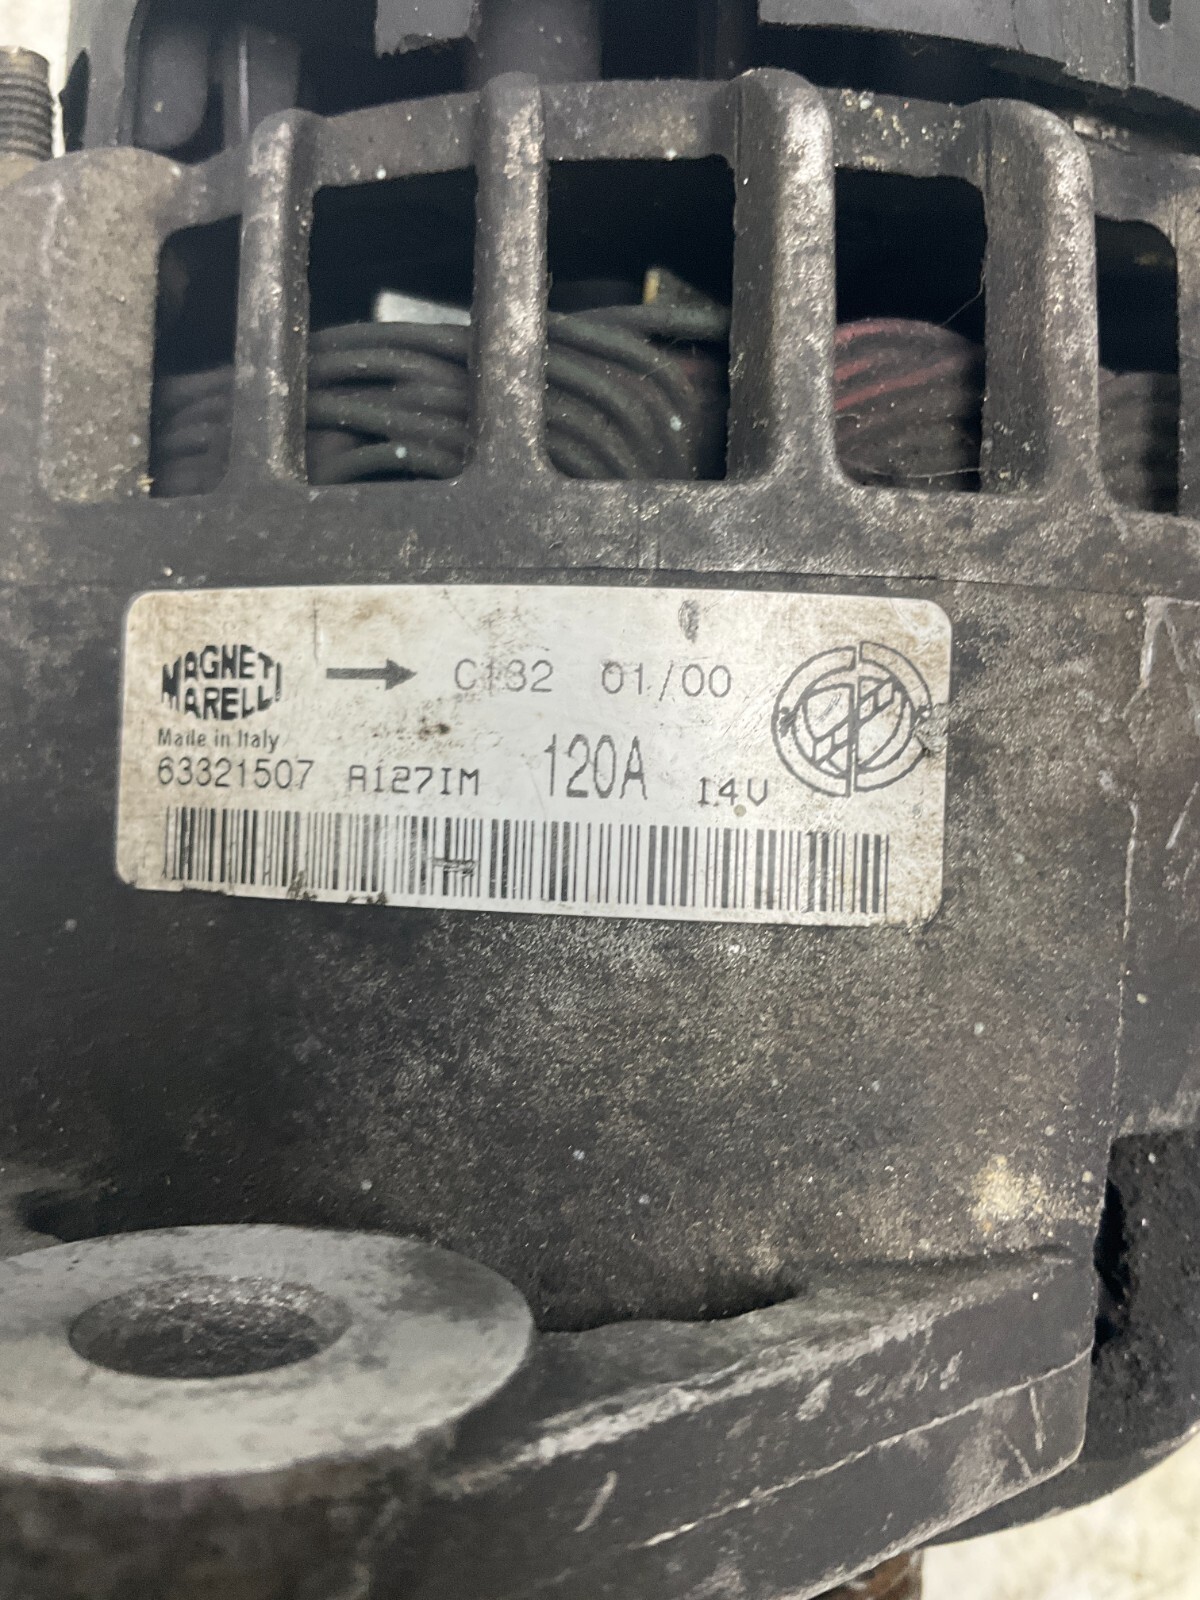 MAGNETI
MARELLI
C132 01/00
Made in Italy
63321507 A127IM 120A 14V